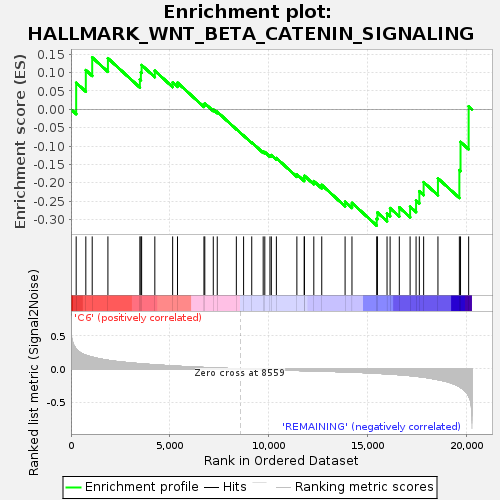 Enrichment plot:
HALLMARK_WNT_BETA_CATENIN_SIGNALING
Enrichment score (ES)
0.15
0.10
0.05
0.00
-0.05
-0.10
-0.15
-0.20
-0.25
-0.30
'C6' (positively correlated)
Ranked list metric (Signal2Noise)
0.5
0.0
-0.5
Zero cross at 8559
'REMAINING' (negatively correlated)
0 5,000 10,000 15,000 20,000
Rank in Ordered Dataset
Enrichment profile Hits Ranking metric scores